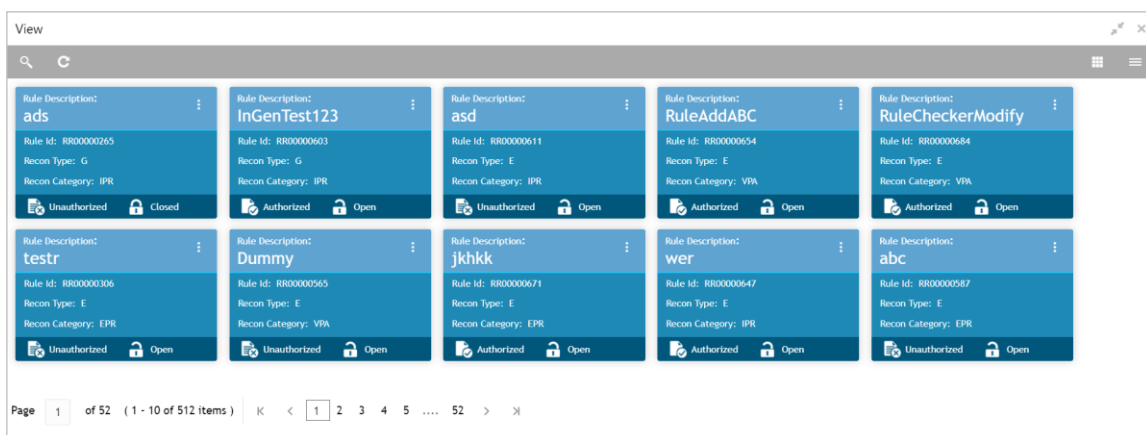 View
Rule Description:
ads
Rule Id: RR00000265
Recon Type: G
Recon Category: IPR
Unauthorized Closed
Rule Description:
InGenTest123
Rule Id: RR00000603
Recon Type: G
Recon Category: IPR
Authorized Open
Rule Description:
asd
Rule Id: RR00000611
Recon Type: E
Recon Category: IPR
Unauthorized Open
Rule Description:
RuleAddABC
Rule Id: RR00000654
Recon Type: E
Recon Category: VPA
Authorized Open
Rule Description:
RuleCheckerModify
Rule Id: RR00000684
Recon Type: E
Recon Category: VPA
Authorized Open
Rule Description:
testr
Rule Id: RR00000306
Recon Type: E
Recon Category: EPR
Unauthorized Open
Rule Description:
Dummy
Rule Id: RR00000565
Recon Type: E
Recon Category: VPA
Unauthorized Open
Rule Description:
jkhkk
Rule Id: RR00000671
Recon Type: E
Recon Category: EPR
Authorized Open
Rule Description:
wer
Rule Id: RR00000647
Recon Type: E
Recon Category: IPR
Authorized Open
Rule Description:
abc
Rule Id: RR00000587
Recon Type: E
Recon Category: EPR
Unauthorized Open
Page 1 of 52 (1 - 10 of 512 items) 1 2 3 4 5 .... 52